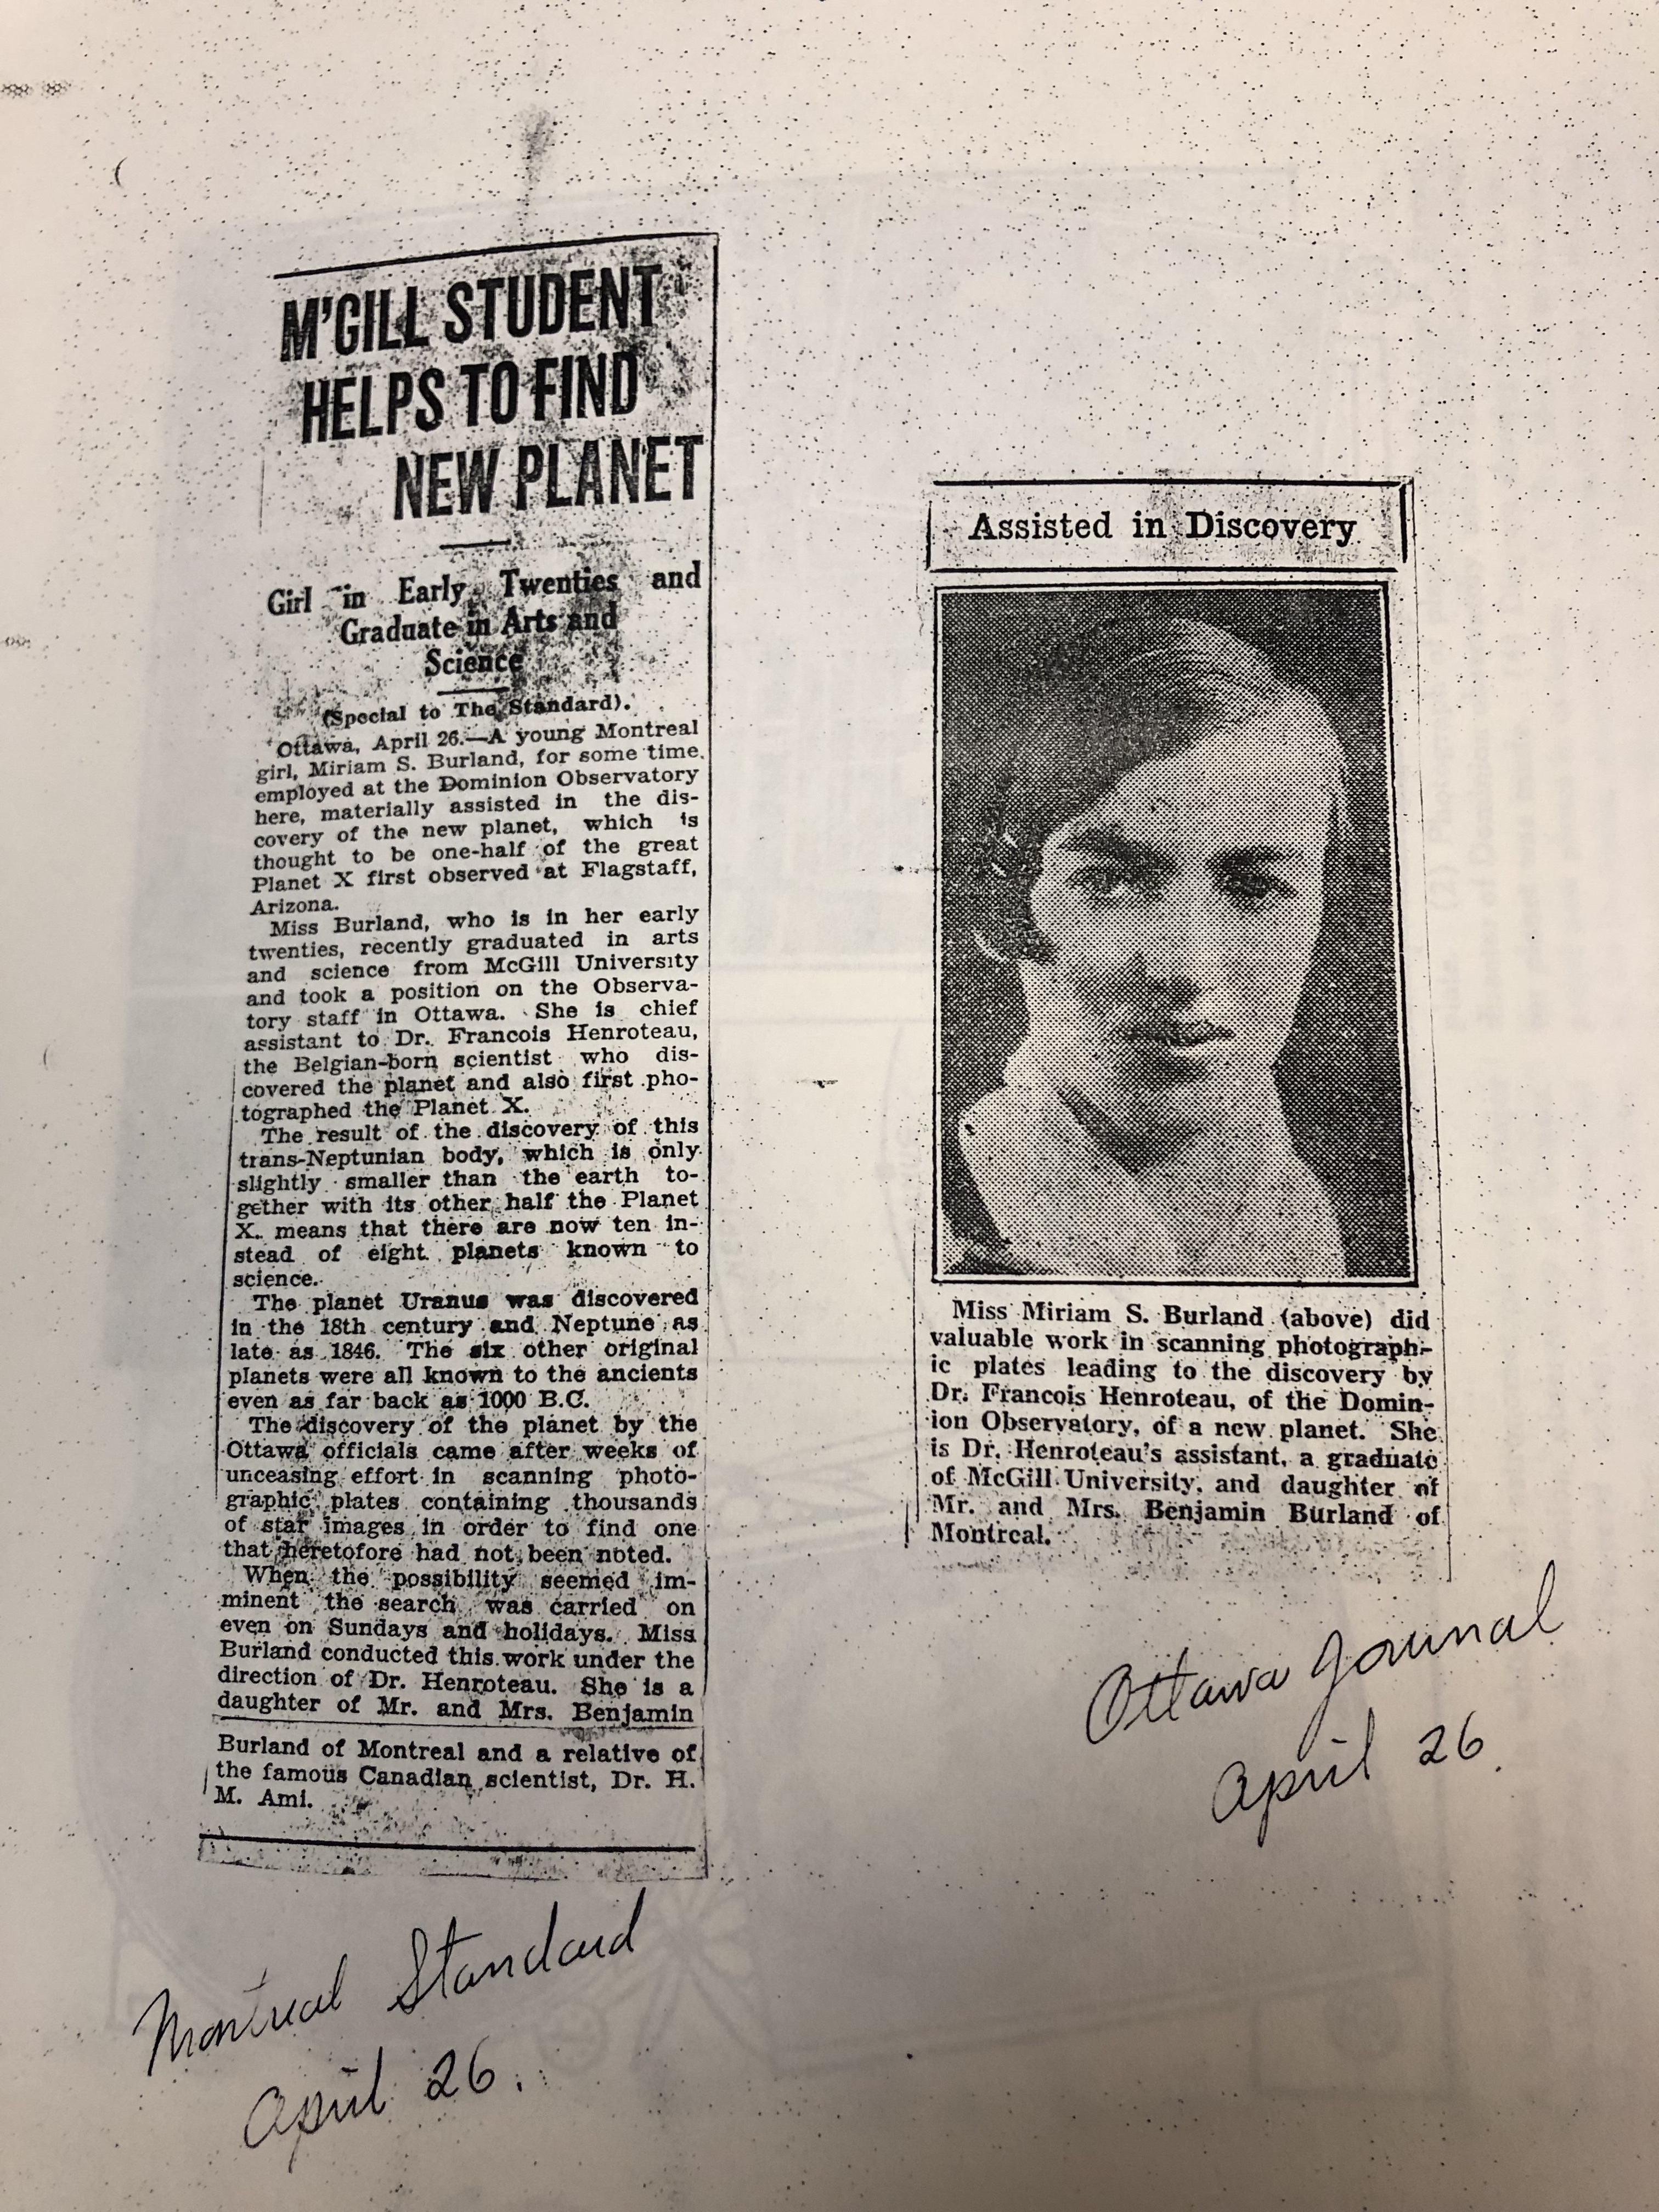 M'GILL STUDENT
HELPS TO FIND
NEW PLANET
Girl in Early Twenties and
Graduate in Arts and
Science
(Special to The Standard).
Ottawa, April 26.—A young Montreal
girl, Miriam S. Burland, for some time
employed at the Dominion Observatory
here, materially assisted in the dis-
covery of the new planet, which is
thought to be one-half of the great
Planet X first observed at Flagstaff,
Arizona.
Miss Burland, who is in her early
twenties, recently graduated in arts
and science from McGill University
and took a position on the Observa-
tory staff in Ottawa. She is chief
assistant to Dr. Francois Henroteau,
the Belgian-born scientist who dis-
covered the planet and also first pho-
tographed the Planet X.
The result of the discovery of this
trans-Neptunian body, which is only
slightly smaller than the earth to-
gether with its other half the Planet
X. means that there are now ten in-
stead of eight planets known to
science.
The planet Uranus was discovered
in the 18th century and Neptune as
late as 1846. The six other original
planets were all known to the ancients
even as far back as 1000 B.C.
The discovery of the planet by the
Ottawa officials came after weeks of
unceasing effort in scanning photo-
graphic plates containing thousands
of star images in order to find one
that heretofore had not been noted.
When the possibility seemed im-
minent the search was carried on
even on Sundays and holidays. Miss
Burland conducted this work under the
direction of Dr. Henroteau. She is a
daughter of Mr. and Mrs. Benjamin
Burland of Montreal and a relative of
the famous Canadian scientist, Dr. H.
M. Ami.
Montreal Standard
April 26.
Assisted in Discovery
Miss Miriam S. Burland (above) did
valuable work in scanning photograph-
ic plates leading to the discovery by
Dr. Francois Henroteau, of the Domin-
ion Observatory, of a new planet. She
is Dr. Henroteau's assistant, a graduate
of McGill University, and daughter of
Mr. and Mrs. Benjamin Burland of
Montreal.
Ottawa Journal
April 26.